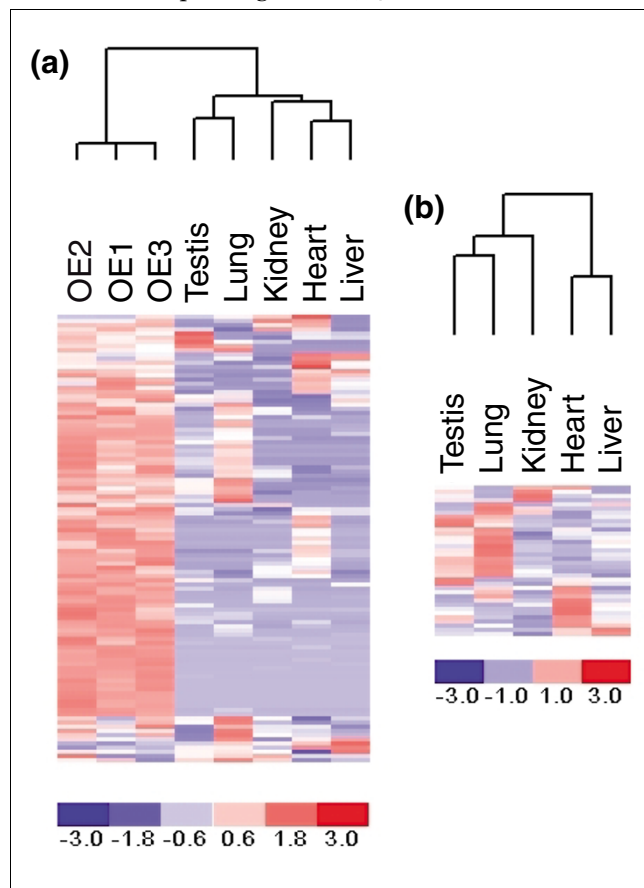 (a)
OE2 OE1 OE3 Testis Lung Kidney Heart Liver
-3.0 -1.8 -0.6 0.6 1.8 3.0
(b)
Testis Lung Kidney Heart Liver
-3.0 -1.0 1.0 3.0